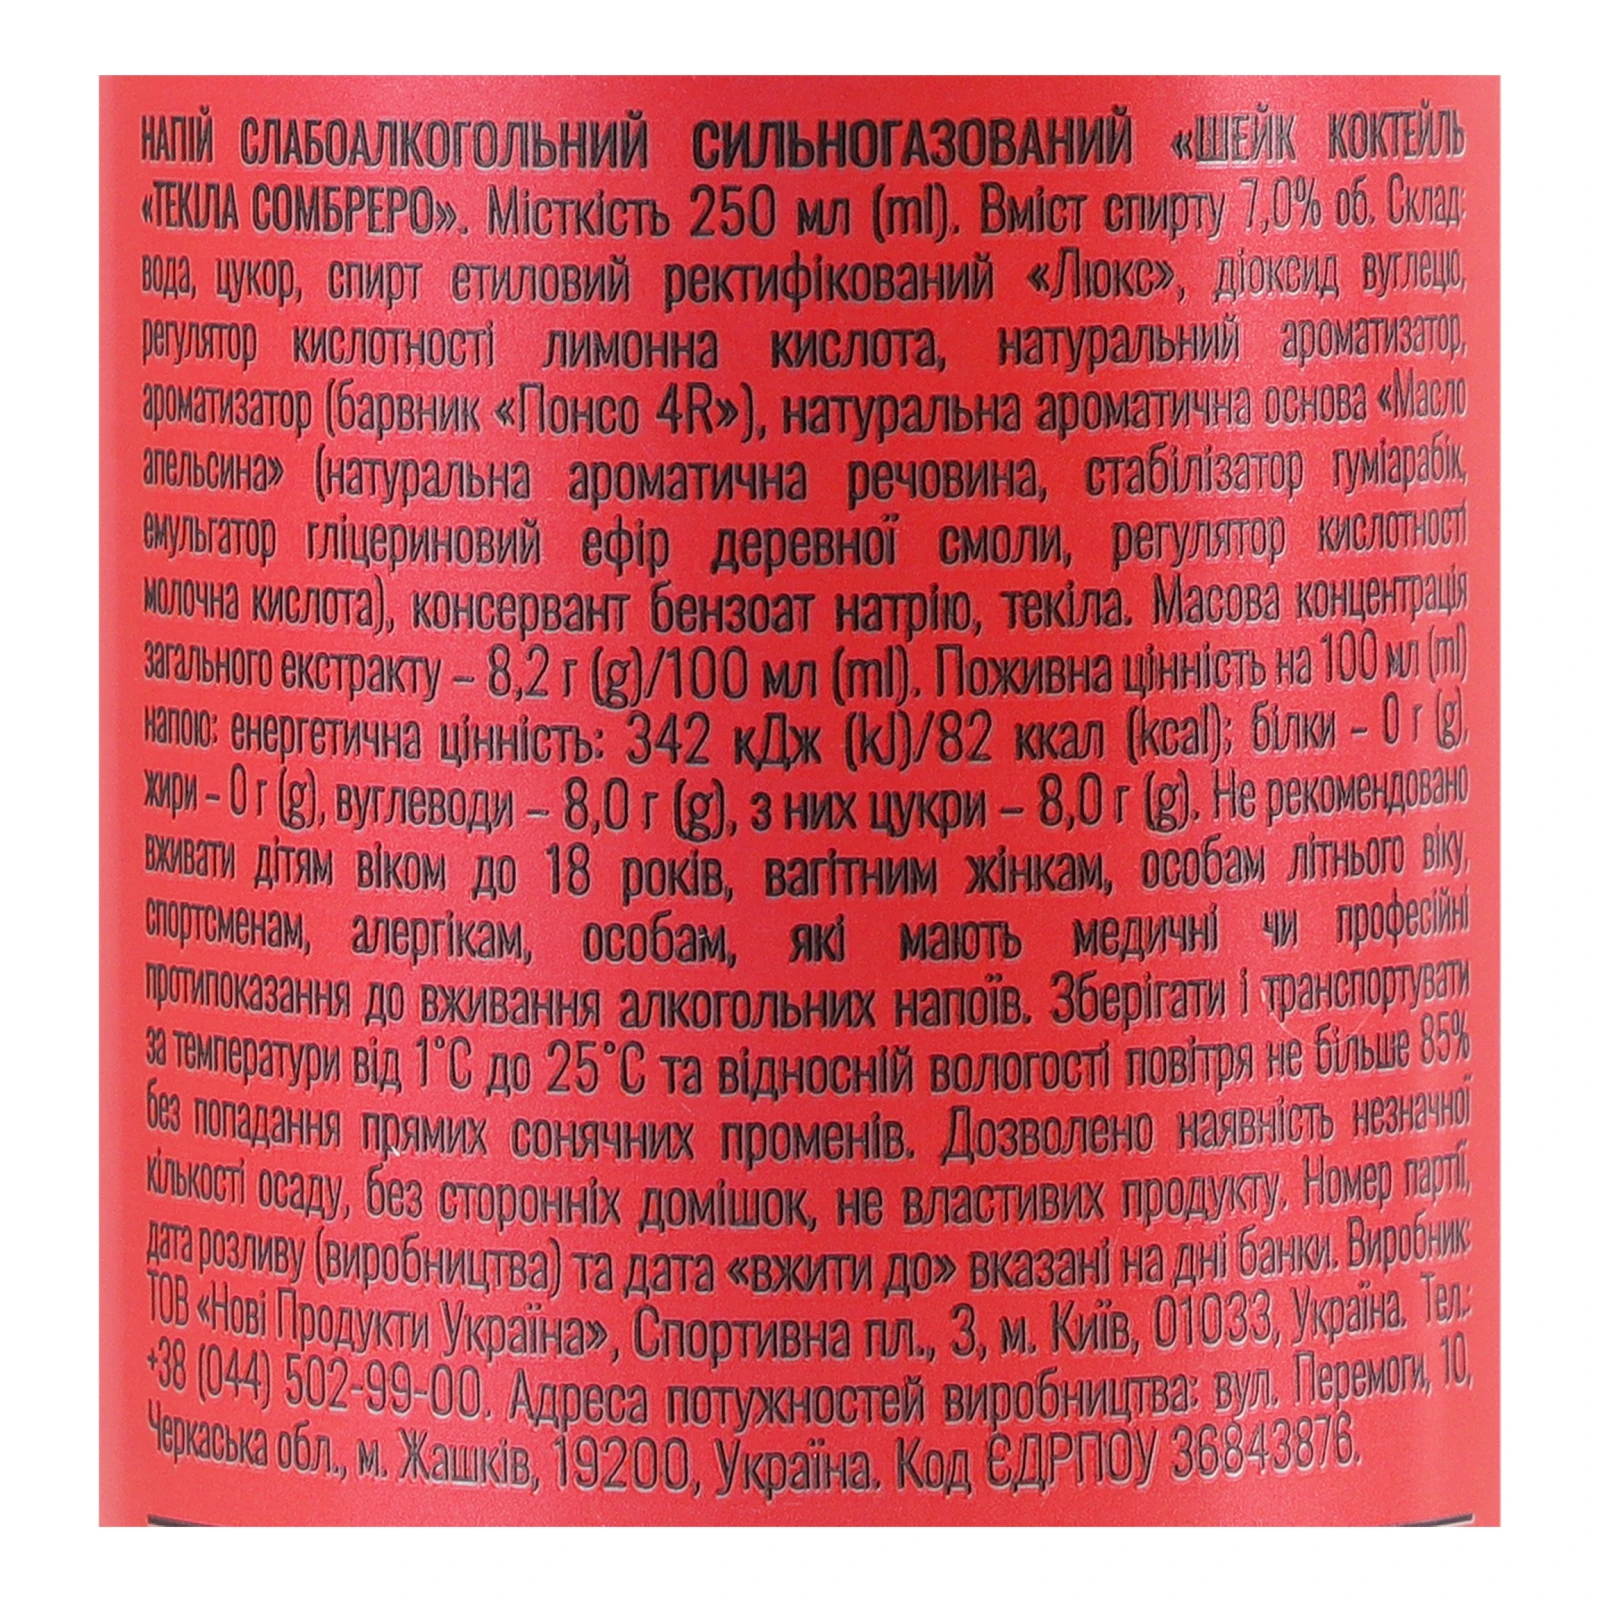 НАПІЙ СЛАБОАЛКОГОЛЬНИЙ СИЛЬНОГАЗОВАНИЙ «ШЕЙК КОКТЕЙЛЬ
«ТЕКІЛА СОМБРЕРО». Місткість 250 мл (ml). Вміст спирту 7,0% об. Склад:
вода, цукор, спирт етиловий ректифікований «Люкс», діоксид вуглецю,
регулятор кислотності лимонна кислота, натуральний ароматизатор,
ароматизатор (барвник «Понсо 4R»), натуральна ароматична основа «Масло
апельсина» (натуральна ароматична речовина, стабілізатор гуміарабік,
емульгатор гліцериновий ефір деревної смоли, регулятор кислотності
молочна кислота), консервант бензоат натрію, текіла. Масова концентрація
загального екстракту – 8,2 г (g)/100 мл (ml). Поживна цінність на 100 мл (ml)
напою: енергетична цінність: 342 кДж (kJ)/82 ккал (kcal); білки – 0 г (g),
жири – 0 г (g), вуглеводи – 8,0 г (g), з них цукри – 8,0 г (g). Не рекомендовано
вживати дітям віком до 18 років, вагітним жінкам, особам літнього віку,
спортсменам, алергікам, особам, які мають медичні чи професійні
протипоказання до вживання алкогольних напоїв. Зберігати і транспортувати
за температури від 1°С до 25°С та відносній вологості повітря не більше 85%
без попадання прямих сонячних променів. Дозволено наявність незначної
кількості осаду, без сторонніх домішок, не властивих продукту. Номер партії,
дата розливу (виробництва) та дата «вжити до» вказані на дні банки. Виробник:
ТОВ «Нові Продукти Україна», Спортивна пл., 3, м. Київ, 01033, Україна. Тел.:
+38 (044) 502-99-00. Адреса потужностей виробництва: вул. Перемоги, 10,
Черкаська обл., м. Жашків, 19200, Україна. Код ЄДРПОУ 36843876.